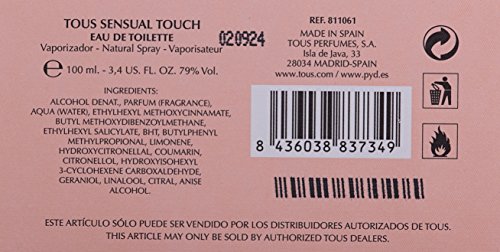 TOUS SENSUAL TOUCH
EAU DE TOILETTE
Vaporizador - Natural Spray - Vaporisateur
020924
℮ 100 ml. - 3,4 US. FL. OZ. 79% Vol.
INGREDIENTS:
ALCOHOL DENAT., PARFUM (FRAGRANCE),
AQUA (WATER), ETHYLHEXYL METHOXYCINNAMATE,
BUTYL METHOXYDIBENZOYLMETHANE,
ETHYLHEXYL SALICYLATE, BHT, BUTYLPHENYL
METHYLPROPIONAL, LIMONENE,
HYDROXYCITRONELLAL, COUMARIN,
CITRONELLOL, HYDROXYISOHEXYL
3-CYCLOHEXENE CARBOXALDEHYDE,
GERANIOL, LINALOOL, CITRAL, ANISE
ALCOHOL.
REF. 811061
MADE IN SPAIN
TOUS PERFUMES, S.A.
Isla de Java, 33
28034 MADRID-SPAIN
www.tous.com - www.pyd.es
8 436038 837349
ESTE ARTÍCULO SÓLO PUEDE SER VENDIDO POR LOS DISTRIBUIDORES AUTORIZADOS DE TOUS.
THIS ARTICLE MAY ONLY BE SOLD BY AUTHORIZED TOUS DEALERS.